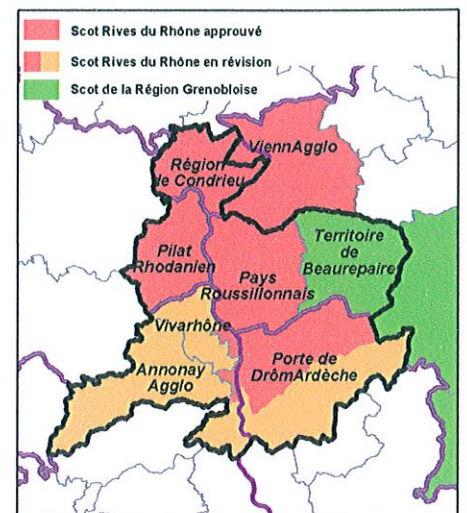 Scot Rives du Rhône approuvé
Scot Rives du Rhône en révision
Scot de la Région Grenobloise
ViennAgglo
Région
de Condrieu
Territoire
de
Beaurepaire
Pilat
Rhodanien
Pays
Roussillonnais
Vivarhône
Annonay
Agglo
Porte de
DrômArdèche